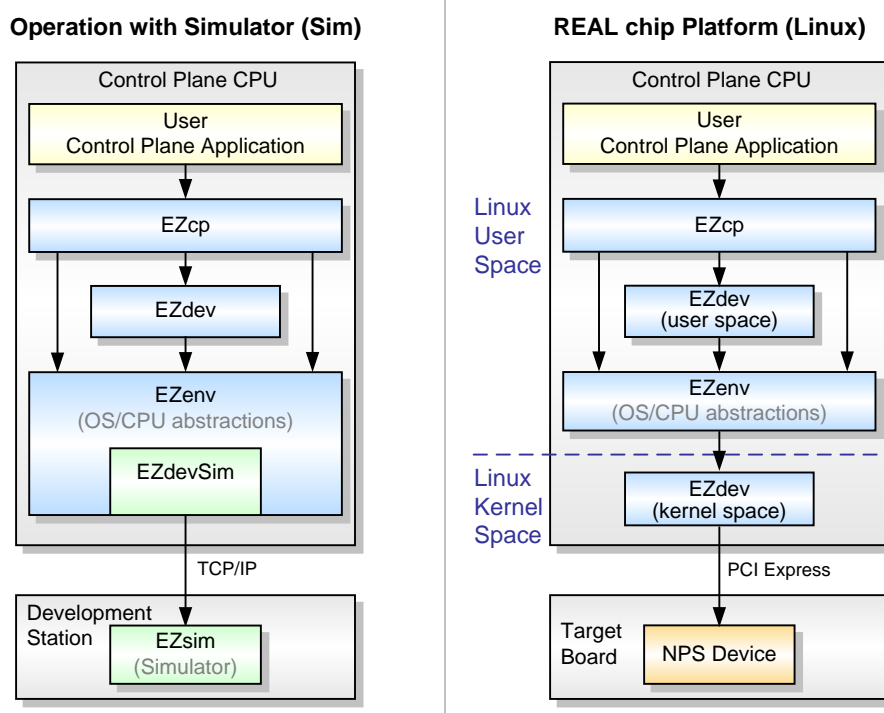 Operation with Simulator (Sim)
Control Plane CPU
User
Control Plane Application
EZcp
EZdev
EZenv
(OS/CPU abstractions)
EZdevSim
TCP/IP
Development
Station
EZsim
(Simulator)
REAL chip Platform (Linux)
Control Plane CPU
User
Control Plane Application
Linux
User
Space
EZcp
EZdev
(user space)
EZenv
(OS/CPU abstractions)
Linux
Kernel
Space
EZdev
(kernel space)
PCI Express
Target
Board
NPS Device